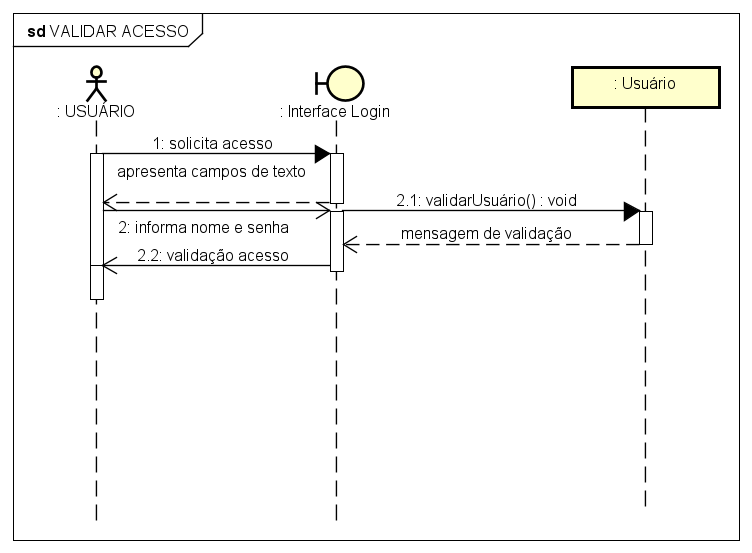 sd VALIDAR ACESSO
: USUÁRIO
: Interface Login
: Usuário
1: solicita acesso
apresenta campos de texto
2: informa nome e senha
2.1: validarUsuário() : void
mensagem de validação
2.2: validação acesso